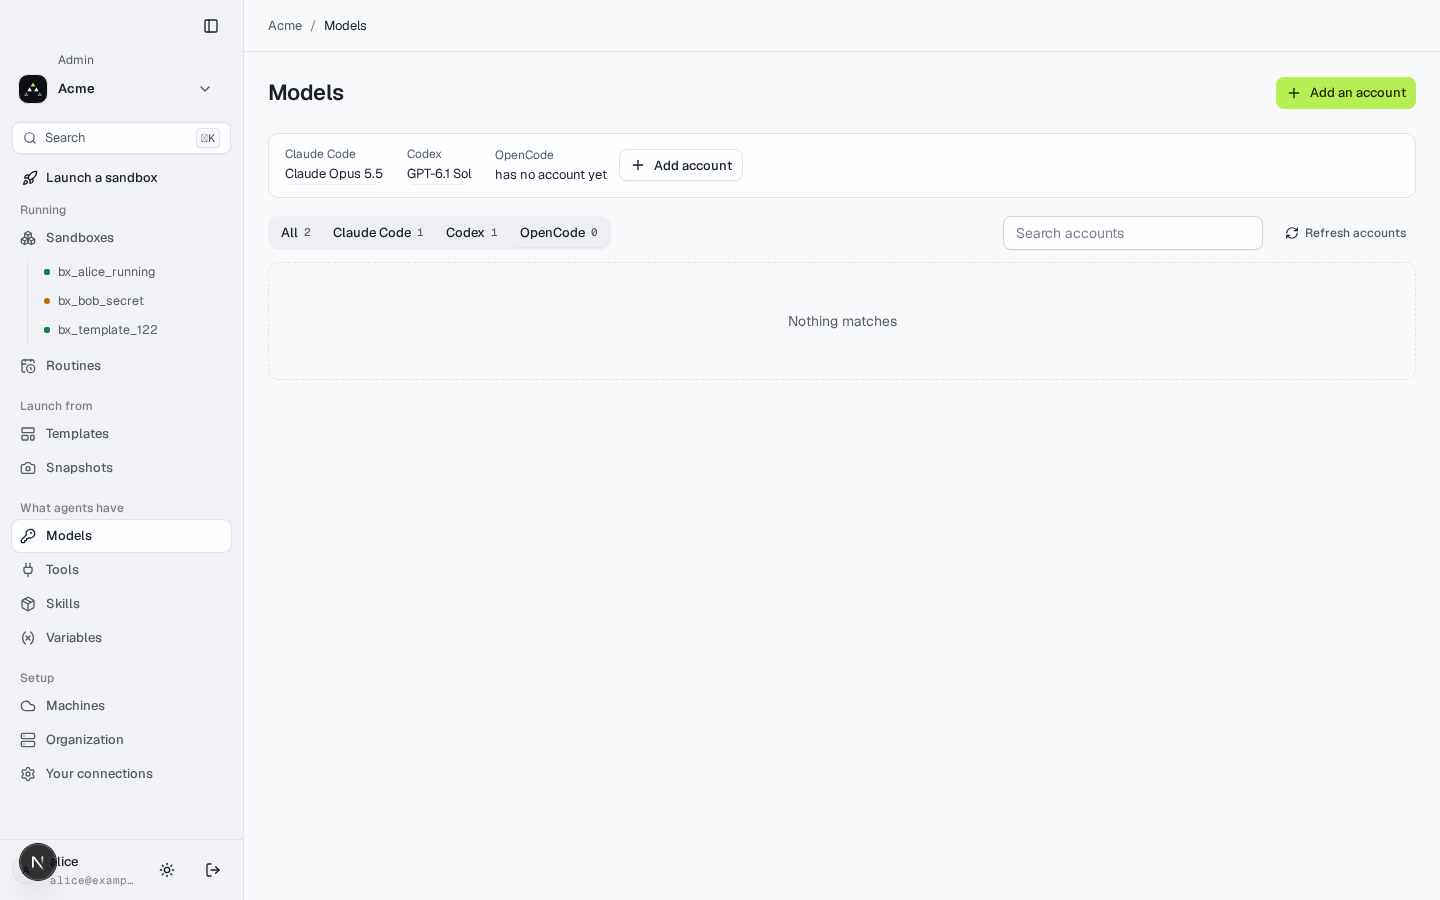 Acme / Models
Admin
Acme
Search
K
Launch a sandbox
Running
Sandboxes
bx_alice_running
bx_bob_secret
bx_template_122
Routines
Launch from
Templates
Snapshots
What agents have
Models
Tools
Skills
Variables
Setup
Machines
Organization
Your connections
N
alice
alice@examp…
Models
Add an account
Claude Code
Claude Opus 5.5
Codex
GPT-6.1 Sol
OpenCode
has no account yet
Add account
All 2
Claude Code 1
Codex 1
OpenCode 0
Search accounts
Refresh accounts
Nothing matches